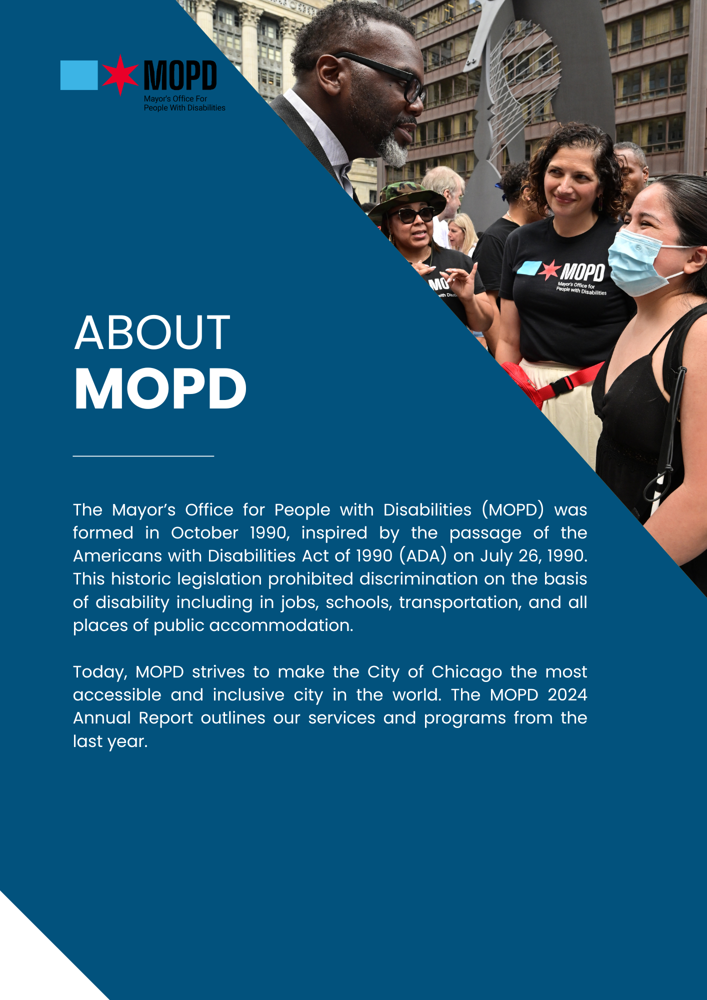 MOPD
Mayor's Office For
People With Disabilities
MOPD
Mayor's Office for
People with Disabilities
MO
with Disab
ABOUT
MOPD
The Mayor’s Office for People with Disabilities (MOPD) was
formed in October 1990, inspired by the passage of the
Americans with Disabilities Act of 1990 (ADA) on July 26, 1990.
This historic legislation prohibited discrimination on the basis
of disability including in jobs, schools, transportation, and all
places of public accommodation.
Today, MOPD strives to make the City of Chicago the most
accessible and inclusive city in the world. The MOPD 2024
Annual Report outlines our services and programs from the
last year.